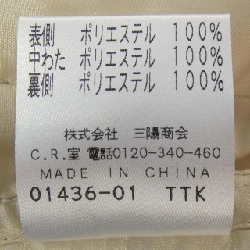 表側 ポリエステル 100%
中わた ポリエステル 100%
裏側 ポリエステル 100%
株式会社 三陽商会
C.R.室 電話0120-340-460
MADE IN CHINA
01436-01 TTK